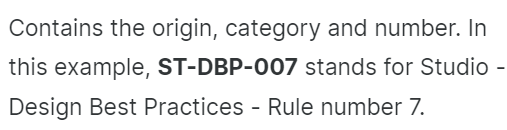 Contains the origin, category and number. In
this example, ST-DBP-007 stands for Studio -
Design Best Practices - Rule number 7.